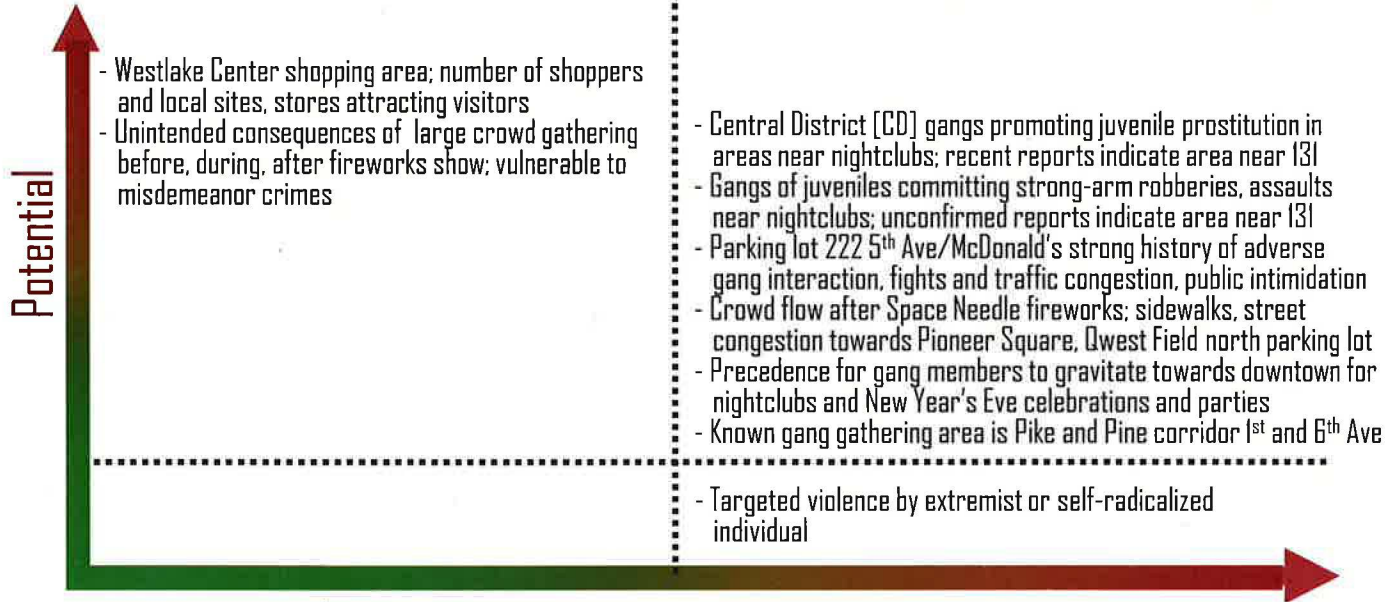 Potential
- Westlake Center shopping area; number of shoppers
and local sites, stores attracting visitors
- Unintended consequences of large crowd gathering
before, during, after fireworks show; vulnerable to
misdemeanor crimes
- Central District [CD] gangs promoting juvenile prostitution in
areas near nightclubs; recent reports indicate area near 131
- Gangs of juveniles committing strong-arm robberies, assaults
near nightclubs; unconfirmed reports indicate area near 131
- Parking lot 222 5th Ave/McDonald's strong history of adverse
gang interaction, fights and traffic congestion, public intimidation
- Crowd flow after Space Needle fireworks; sidewalks, street
congestion towards Pioneer Square, Qwest Field north parking lot
- Precedence for gang members to gravitate towards downtown for
nightclubs and New Year's Eve celebrations and parties
- Known gang gathering area is Pike and Pine corridor 1st and 6th Ave
- Targeted violence by extremist or self-radicalized
individual